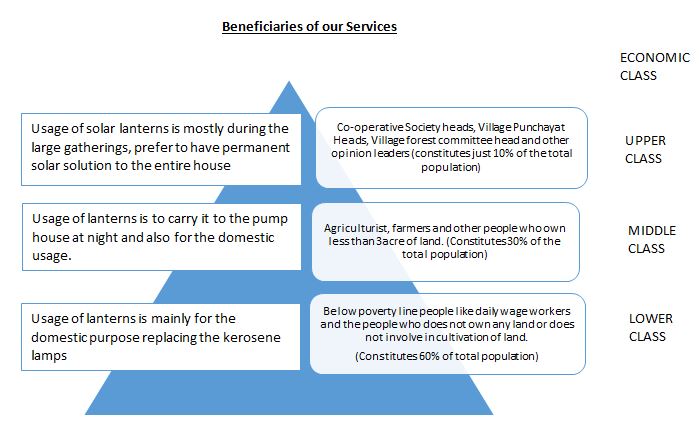 Beneficiaries of our Services
ECONOMIC
CLASS
Usage of solar lanterns is mostly during the
large gatherings, prefer to have permanent
solar solution to the entire house
Co-operative Society heads, Village Punchayat
Heads, Village forest committee head and other
opinion leaders (constitutes just 10% of the total
population)
UPPER
CLASS
Usage of lanterns is to carry it to the pump
house at night and also for the domestic
usage.
Agriculturist, farmers and other people who own
less than 3acre of land. (Constitutes 30% of the
total population)
MIDDLE
CLASS
Usage of lanterns is mainly for the
domestic purpose replacing the kerosene
lamps
Below poverty line people like daily wage workers
and the people who does not own any land or does
not involve in cultivation of land.
(Constitutes 60% of total population)
LOWER
CLASS